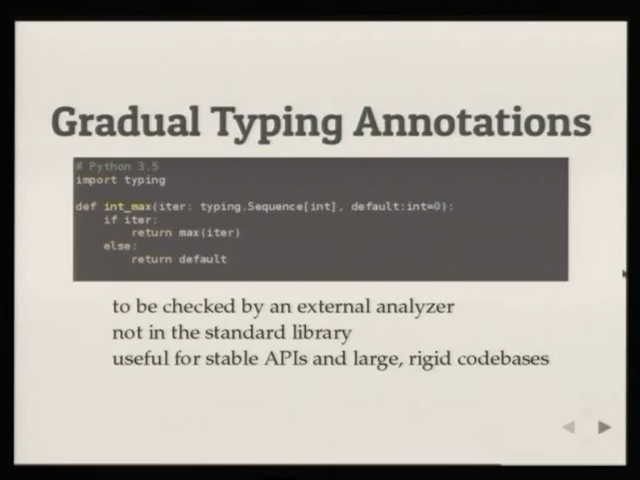 Gradual Typing Annotations
# Python 3.5
import typing
def int_max(iter: typing.Sequence[int], default:int=0):
if iter:
return max(iter)
else:
return default
to be checked by an external analyzer
not in the standard library
useful for stable APIs and large, rigid codebases